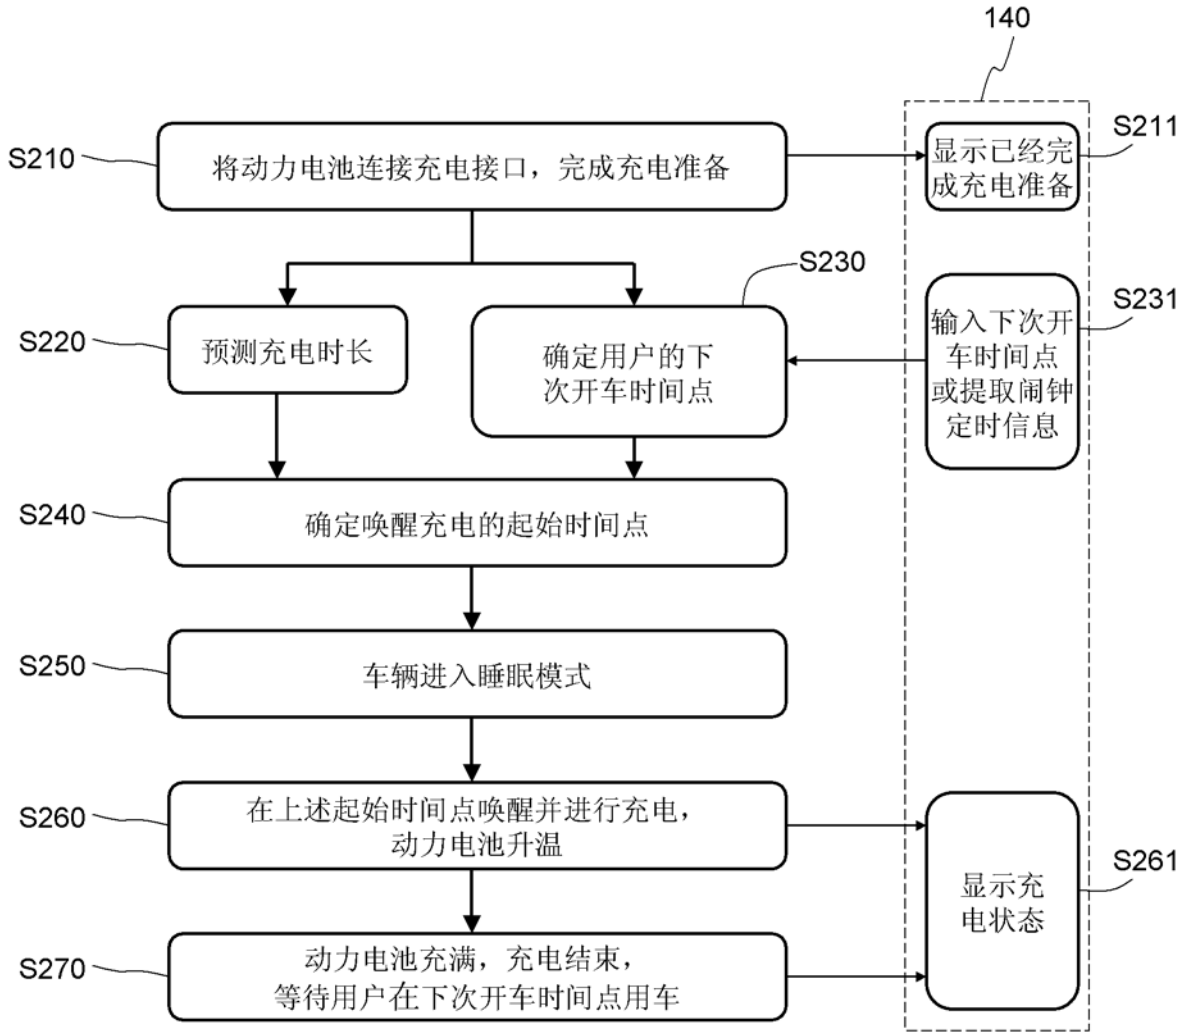 140
S210
将动力电池连接充电接口，完成充电准备
显示已经完
成充电准备
S211
S230
S220
预测充电时长
确定用户的下
次开车时间点
输入下次开
车时间点
或提取闹钟
定时信息
S231
S240
确定唤醒充电的起始时间点
S250
车辆进入睡眠模式
S260
在上述起始时间点唤醒并进行充电，
动力电池升温
显示充
电状态
S261
S270
动力电池充满，充电结束，
等待用户在下次开车时间点用车